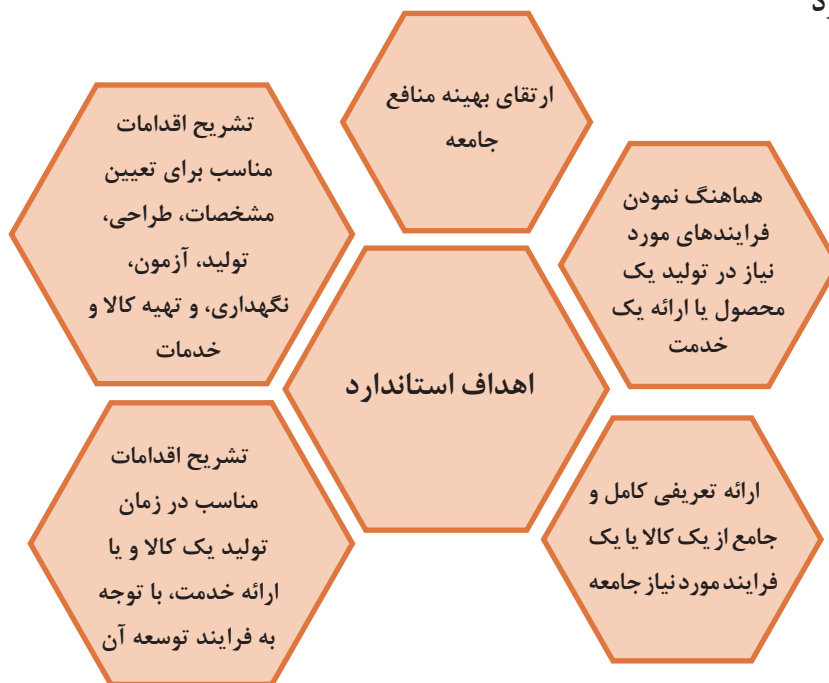 ارتقای بهینه منافع
جامعه
هماهنگ نمودن
فرایندهای مورد
نیاز در تولید یک
محصول یا ارائه یک
خدمت
ارائه تعریفی کامل و
جامع از یک کالا یا یک
فرایند مورد نیاز جامعه
تشریح اقدامات
مناسب در زمان
تولید یک کالا و یا
ارائه خدمت، با توجه
به فرایند توسعه آن
تشریح اقدامات
مناسب برای تعیین
مشخصات، طراحی،
تولید، آزمون،
نگهداری، و تهیه کالا و
خدمات
اهداف استاندارد